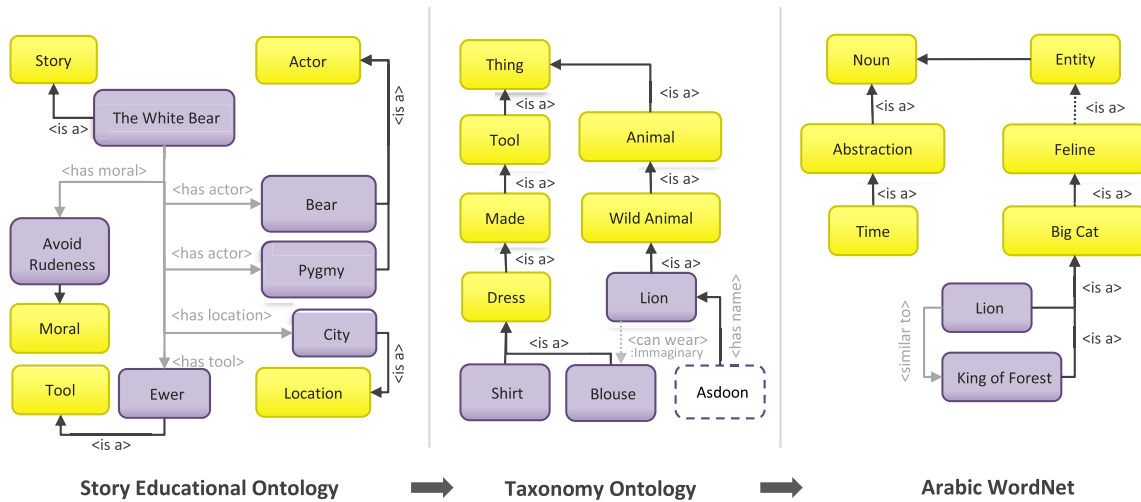 Story
Actor
The White Bear
<is a>
<is a>
<has moral>
<has actor>
Bear
Avoid
Rudeness
<has actor>
Pygmy
Moral
<has location>
City
<has tool>
<is a>
Tool
Ewer
Location
<is a>
Story Educational Ontology
Thing
<is a>
<is a>
Tool
Animal
<is a>
<is a>
Made
Wild Animal
<is a>
<is a>
Dress
Lion
<has name>
<is a>
<can wear>
:Immaginary
Shirt
Blouse
Asdoon
Taxonomy Ontology
Noun
Entity
<is a>
<is a>
Abstraction
Feline
<is a>
<is a>
Time
Big Cat
<is a>
Lion
<similar to>
<is a>
King of Forest
Arabic WordNet